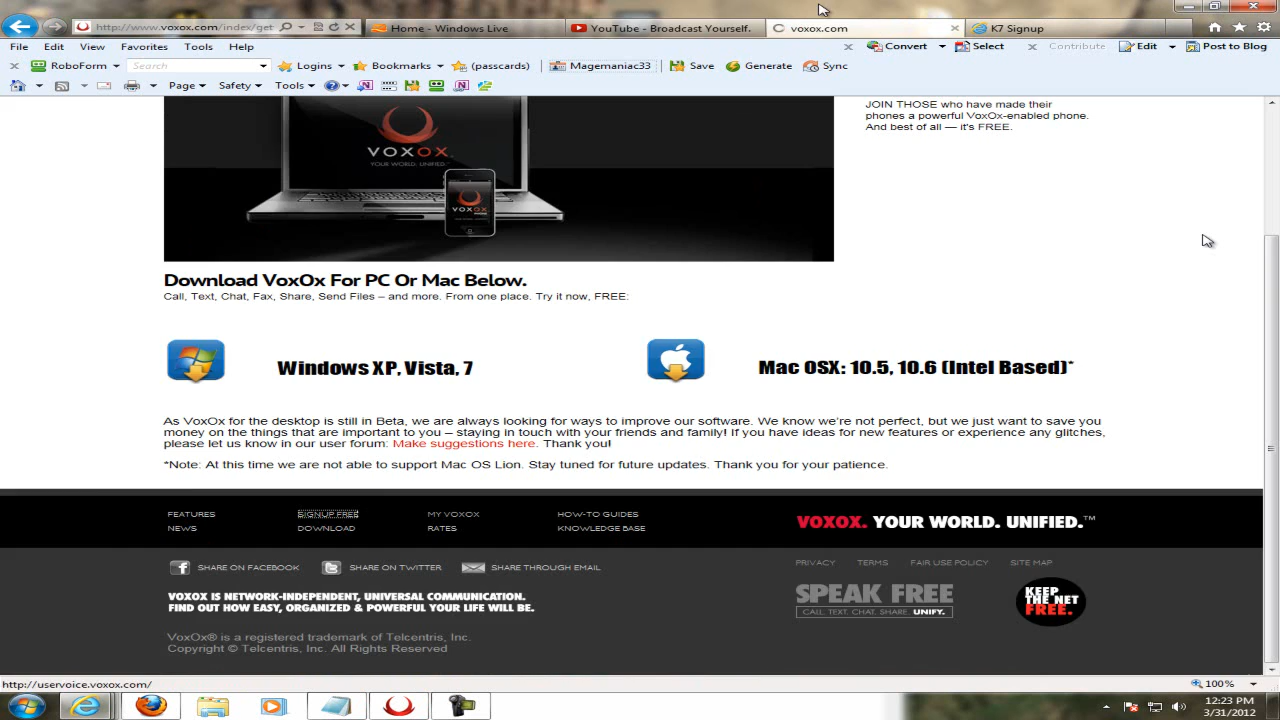 http://www.voxox.com/index/get
Home - Windows Live
YouTube - Broadcast Yourself.
voxox.com
K7 Signup
File Edit View Favorites Tools Help
Convert
Select
Contribute
Edit
Post to Blog
RoboForm
Search
Logins
Bookmarks
(passcards)
Magemaniac33
Save
Generate
Sync
Page
Safety
Tools
JOIN THOSE who have made their
phones a powerful VoxOx-enabled phone.
And best of all — it's FREE.
VOXOX
YOUR WORLD. UNIFIED.™
VOXOX
Download VoxOx For PC Or Mac Below.
Call, Text, Chat, Fax, Share, Send Files – and more. From one place. Try it now, FREE:
Windows XP, Vista, 7
Mac OSX: 10.5, 10.6 (Intel Based)*
As VoxOx for the desktop is still in Beta, we are always looking for ways to improve our software. We know we're not perfect, but we just want to save you
money on the things that are important to you – staying in touch with your friends and family! If you have ideas for new features or experience any glitches,
please let us know in our user forum: Make suggestions here. Thank you!
*Note: At this time we are not able to support Mac OS Lion. Stay tuned for future updates. Thank you for your patience.
FEATURES SIGNUP FREE MY VOXOX HOW-TO GUIDES
NEWS DOWNLOAD RATES KNOWLEDGE BASE
VOXOX. YOUR WORLD. UNIFIED.™
SHARE ON FACEBOOK SHARE ON TWITTER SHARE THROUGH EMAIL
PRIVACY TERMS FAIR USE POLICY SITE MAP
VOXOX IS NETWORK-INDEPENDENT, UNIVERSAL COMMUNICATION.
FIND OUT HOW EASY, ORGANIZED & POWERFUL YOUR LIFE WILL BE.
SPEAK FREE
CALL. TEXT. CHAT. SHARE. UNIFY.
KEEP
THE NET
FREE.
VoxOx® is a registered trademark of Telcentris, Inc.
Copyright © Telcentris, Inc. All Rights Reserved
http://uservoice.voxox.com/
100%
12:23 PM
3/31/2012